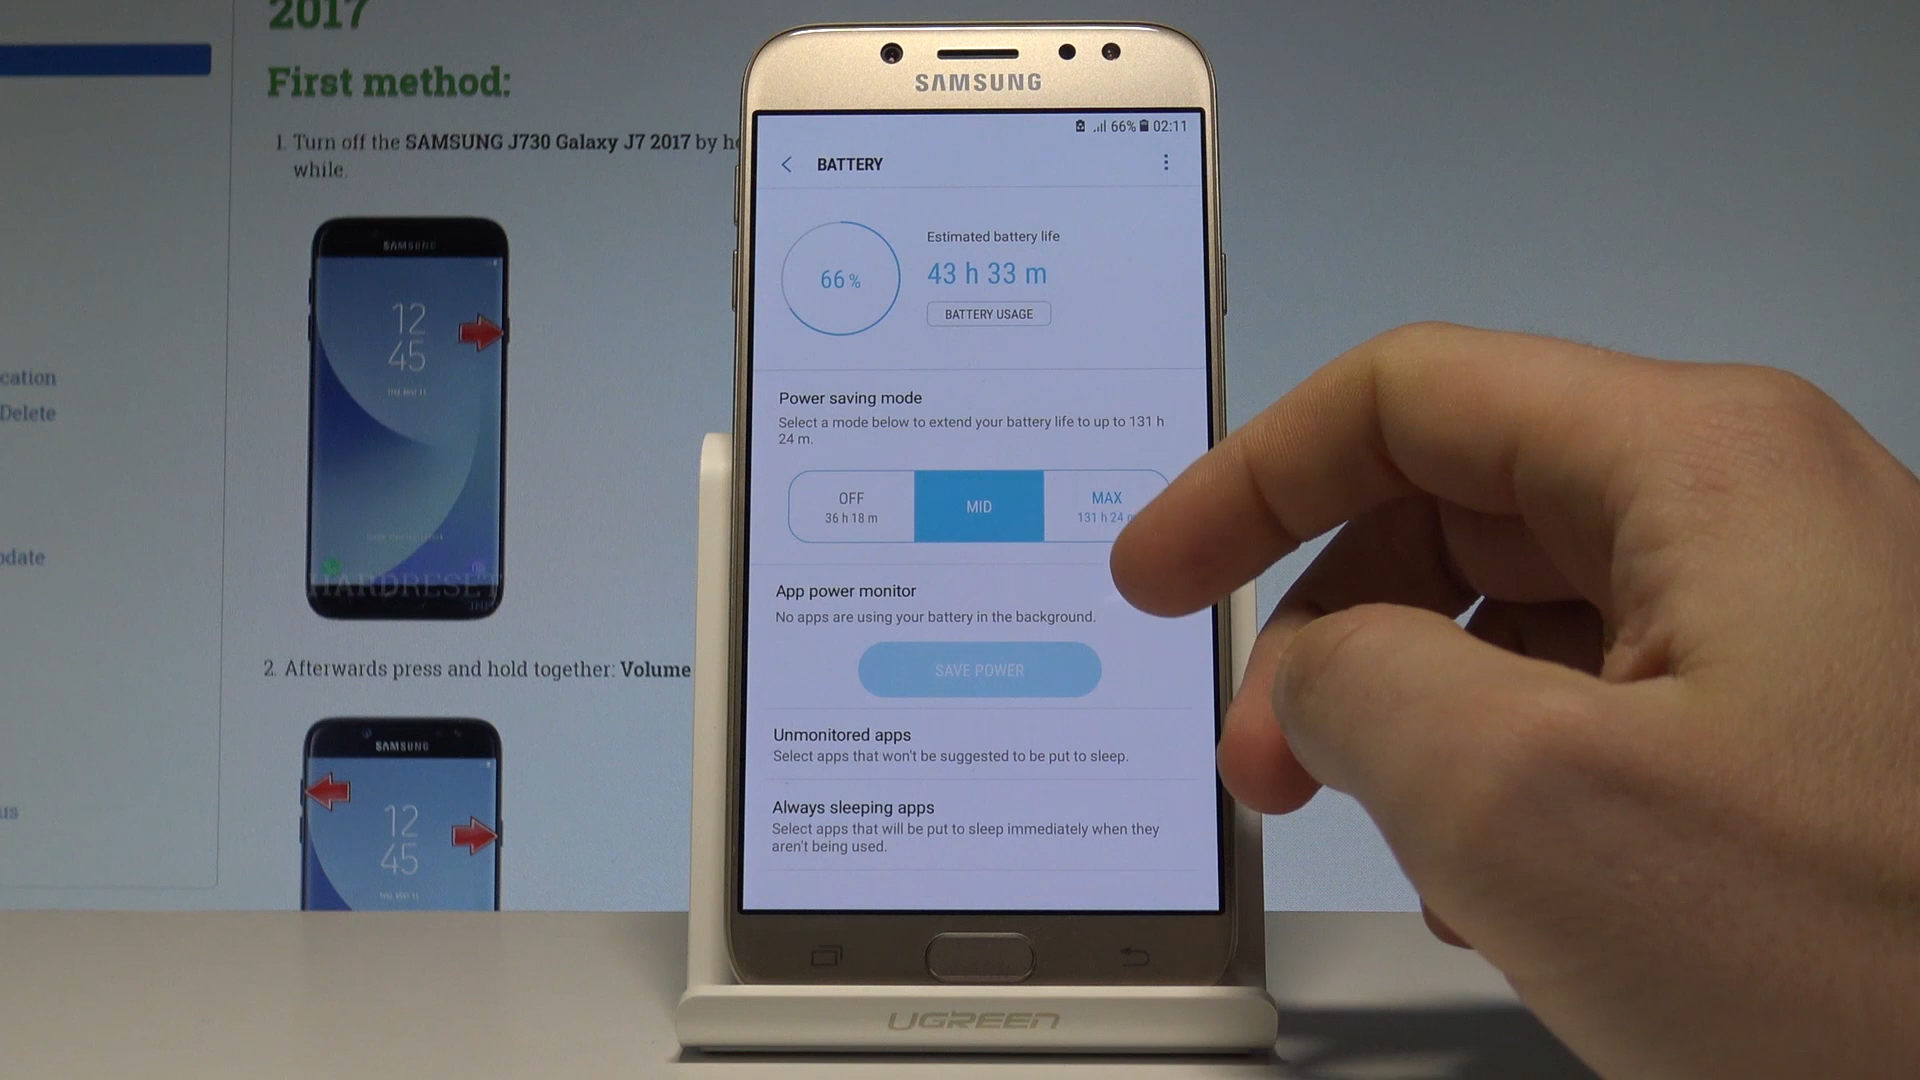 2017
First method:
1. Turn off the SAMSUNG J730 Galaxy J7 2017 by
while.
SAMSUNG
12
45
HARDRESET
2. Afterwards press and hold together: Volume
SAMSUNG
12
45
cation
Delete
us
SAMSUNG
66% 02:11
BATTERY
66%
Estimated battery life
43 h 33 m
BATTERY USAGE
Power saving mode
Select a mode below to extend your battery life to up to 131 h
24 m.
OFF
36 h 18 m
MID
MAX
131 h 24
App power monitor
No apps are using your battery in the background.
SAVE POWER
Unmonitored apps
Select apps that won't be suggested to be put to sleep.
Always sleeping apps
Select apps that will be put to sleep immediately when they
aren't being used.
UGREEN